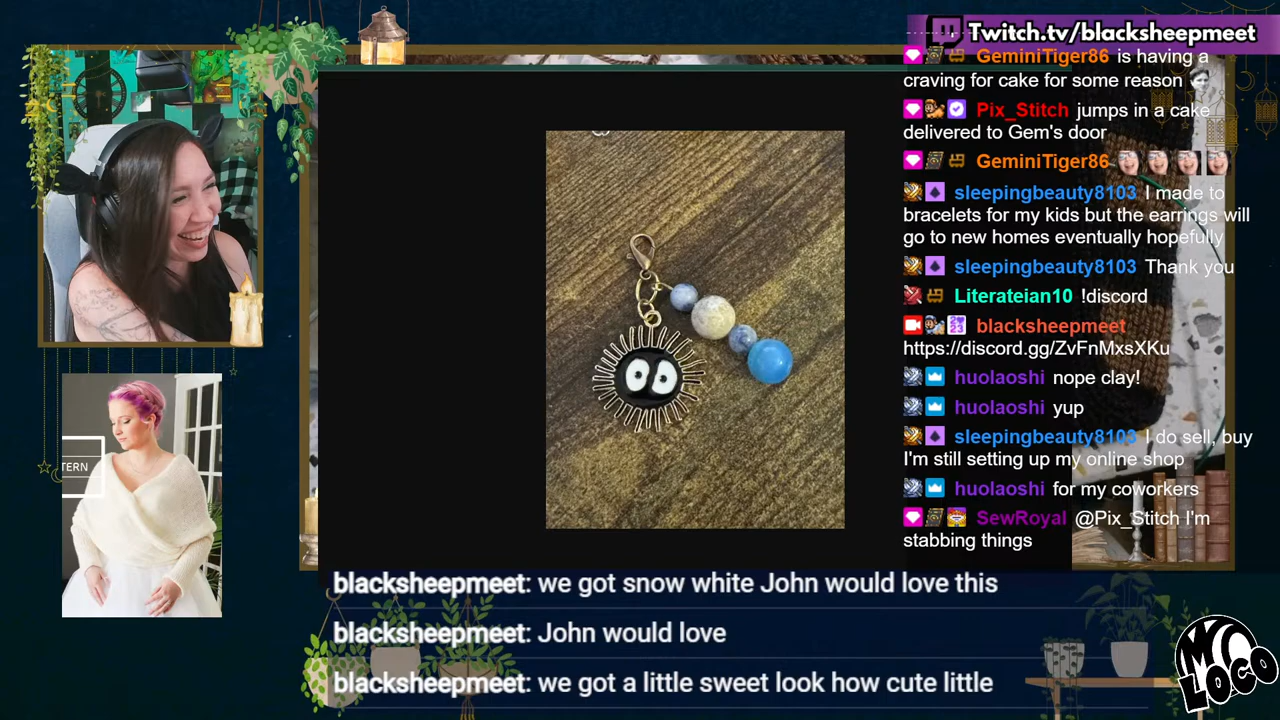 Twitch.tv/blacksheepmeet
GeminiTiger86 is having a
craving for cake for some reason
Pix_Stitch jumps in a cake
delivered to Gem's door
GeminiTiger86
sleepingbeauty8103 I made to
bracelets for my kids but the earrings will
go to new homes eventually hopefully
sleepingbeauty8103 Thank you
Literateian10 !discord
blacksheepmeet
https://discord.gg/ZvFnMxsXKu
huolaoshi nope clay!
huolaoshi yup
sleepingbeauty8103 I do sell, buy
I'm still setting up my online shop
huolaoshi for my coworkers
SewRoyal @Pix_Stitch I'm
stabbing things
TERN
blacksheepmeet: we got snow white John would love this
blacksheepmeet: John would love
blacksheepmeet: we got a little sweet look how cute little
MC
LOCO